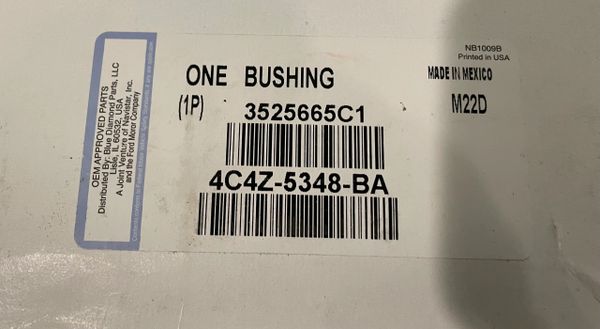 NB1009B
Printed in USA
ONE BUSHING
MADE IN MEXICO
(1P)
3525665C1
M22D
4C4Z-5348-BA
OEM APPROVED PARTS
Distributed By: Blue Diamond Parts, LLC
Lisle, IL 60532, USA
A Joint Venture of Navistar, Inc.
and the Ford Motor Company